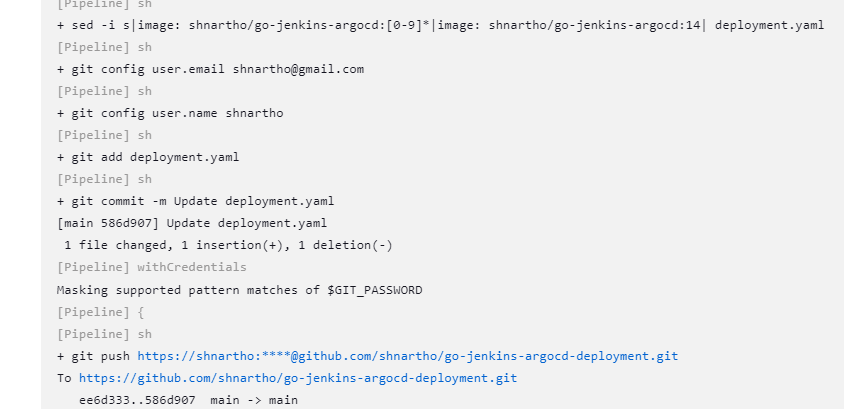 [Pipeline] sh
+ sed -i s|image: shnartho/go-jenkins-argocd:[0-9]*|image: shnartho/go-jenkins-argocd:14| deployment.yaml
[Pipeline] sh
+ git config user.email shnartho@gmail.com
[Pipeline] sh
+ git config user.name shnartho
[Pipeline] sh
+ git add deployment.yaml
[Pipeline] sh
+ git commit -m Update deployment.yaml
[main 586d907] Update deployment.yaml
 1 file changed, 1 insertion(+), 1 deletion(-)
[Pipeline] withCredentials
Masking supported pattern matches of $GIT_PASSWORD
[Pipeline] {
[Pipeline] sh
+ git push https://shnartho:****@github.com/shnartho/go-jenkins-argocd-deployment.git
To https://github.com/shnartho/go-jenkins-argocd-deployment.git
   ee6d333..586d907  main -> main